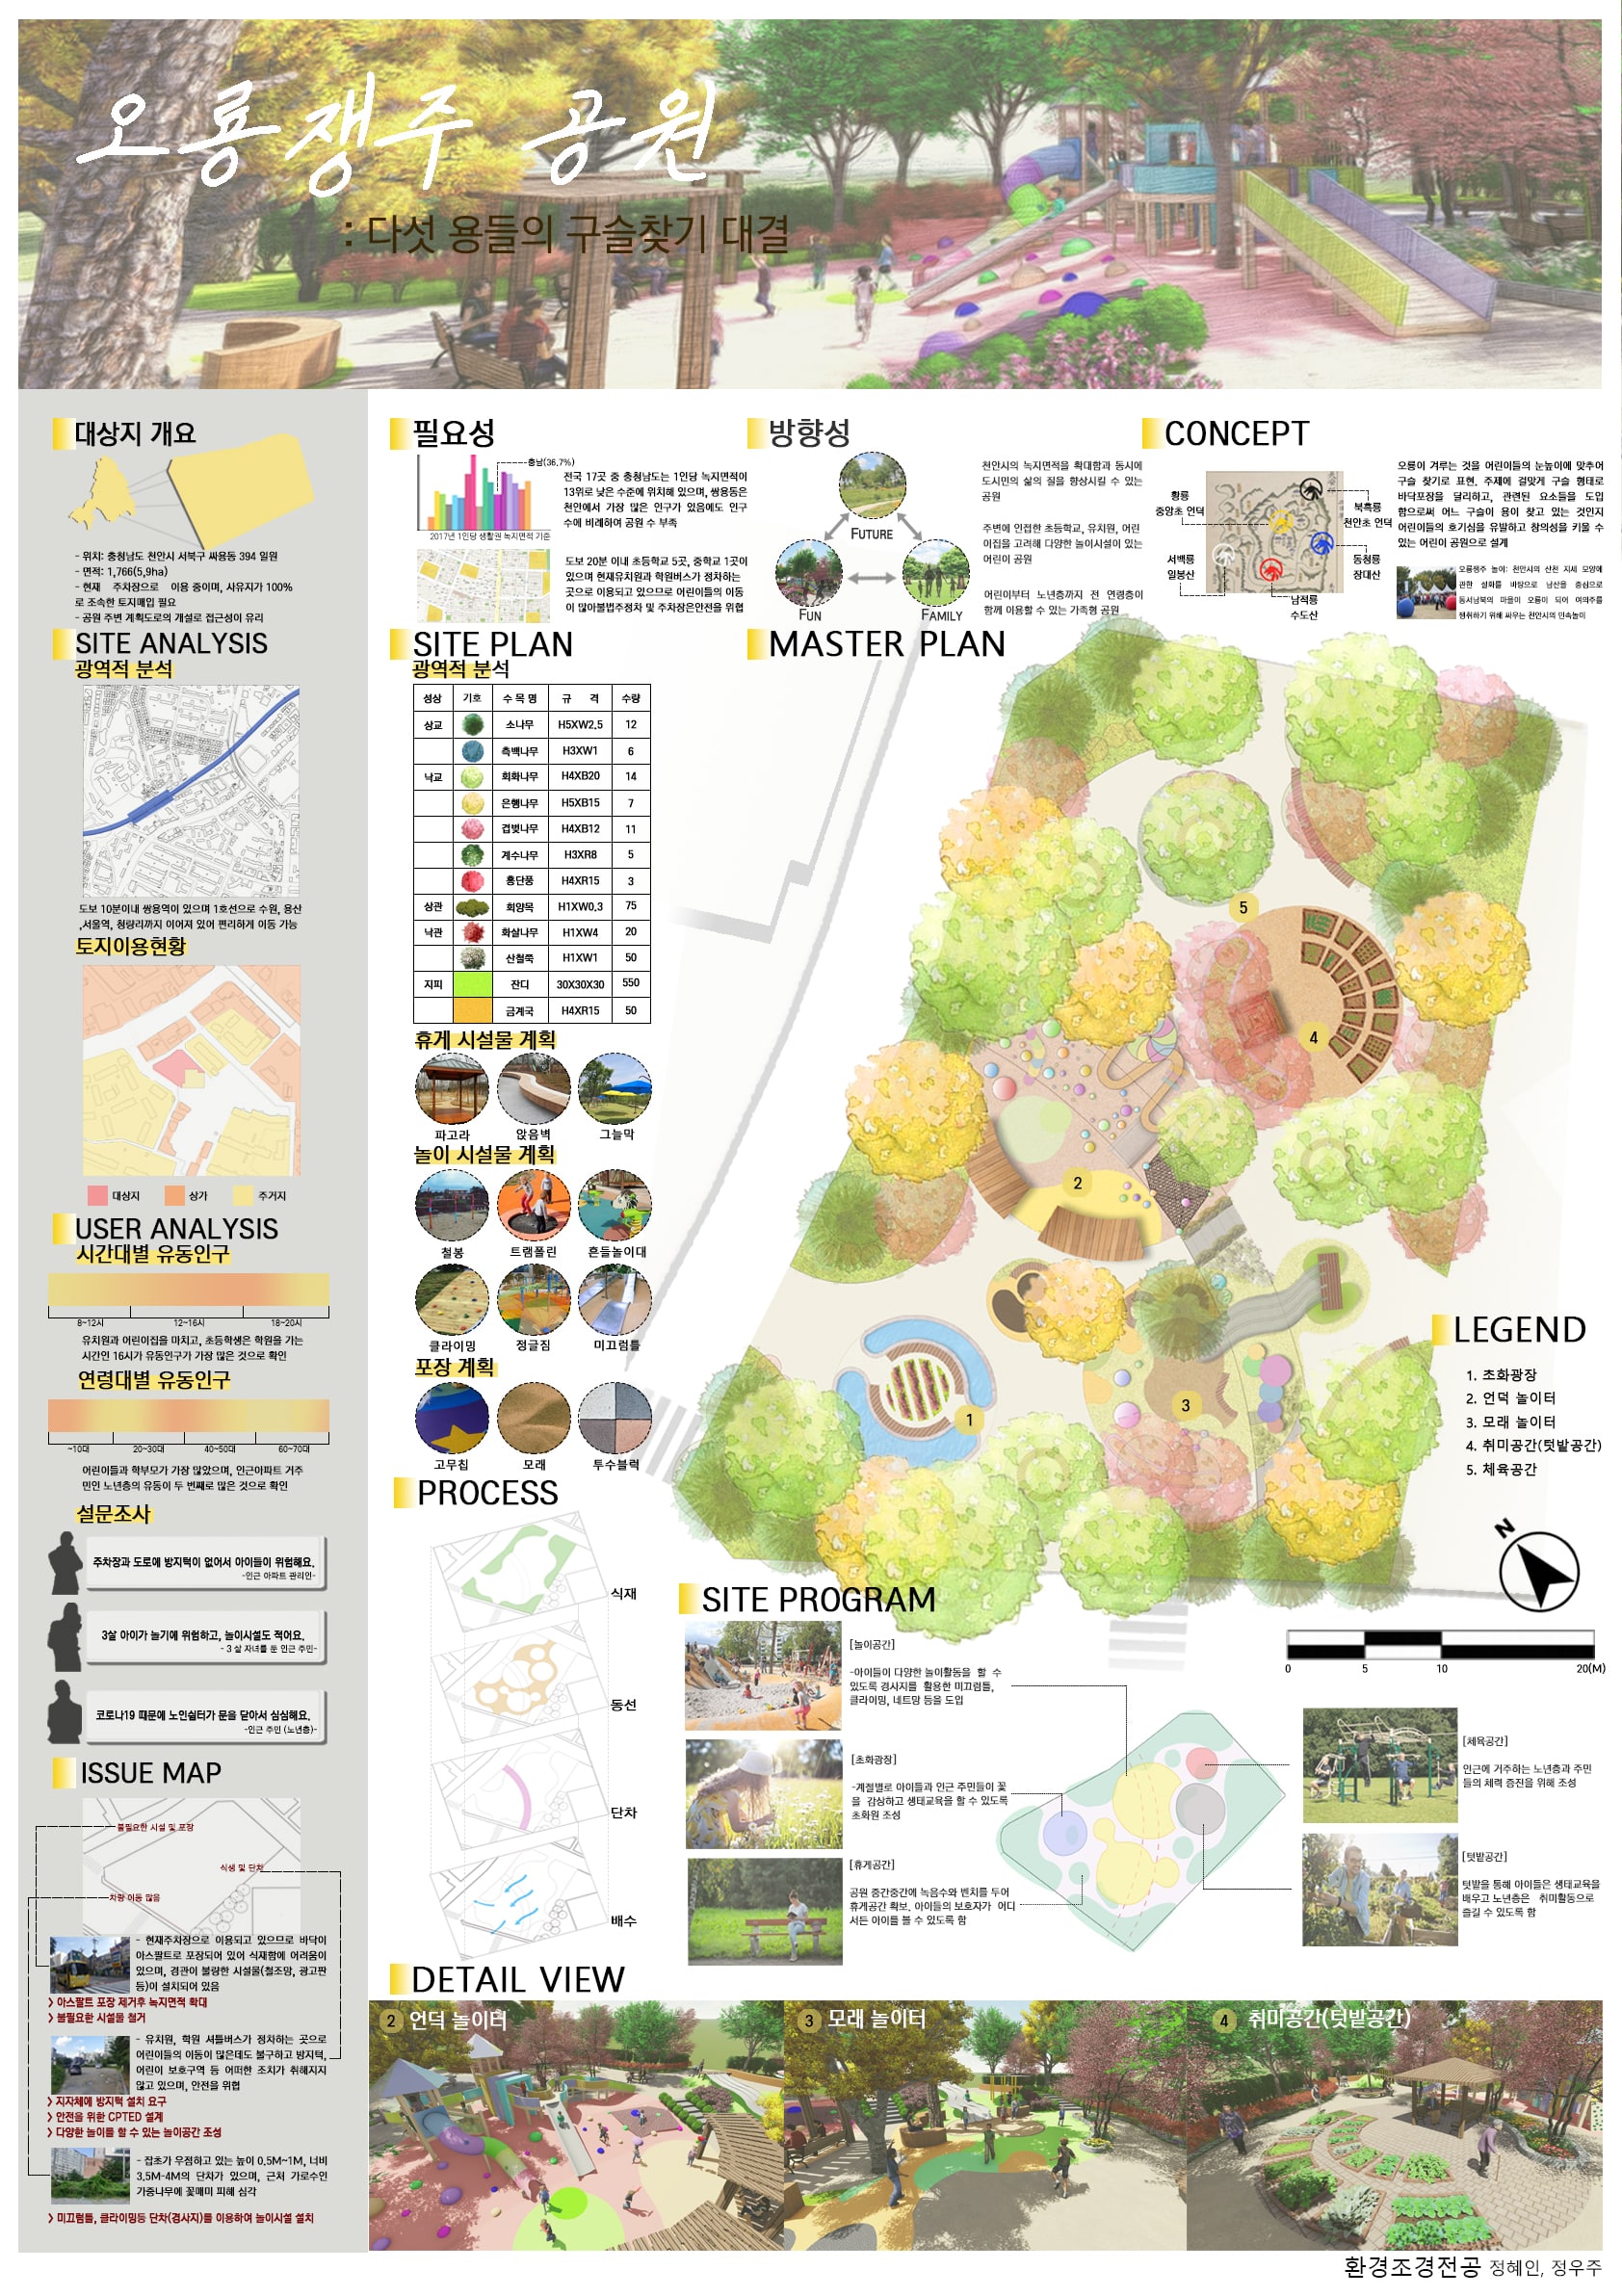 오룡쟁주 공원
: 다섯 용들의 구슬찾기 대결
대상지 개요
- 위치: 충청남도 천안시 서북구 싸용동 394 일원
- 면적: 1,766(5,9ha)
- 현재 주차장으로 이용 중이며, 사유지가 100%
로 조속한 토지매입 필요
- 공원 주변 계획도로의 개설로 접근성이 유리
SITE ANALYSIS
광역적 분석
도보 10분이내 쌍용역이 있으며 1호선으로 수원, 용산
,서울역, 청량리까지 이어져 있어 편리하게 이동 가능
토지이용현황
대상지
상가
주거지
USER ANALYSIS
시간대별 유동인구
8~12시
12~16시
18~20시
유치원과 어린이집을 마치고, 초등학생은 학원을 가는
시간인 16시가 유동인구가 가장 많은 것으로 확인
연령대별 유동인구
~10대
20~30대
40~50대
60~70대
어린이들과 학부모가 가장 많았으며, 인근아파트 거주
민인 노년층의 유동이 두 번째로 많은 것으로 확인
설문조사
주차장과 도로에 방지턱이 없어서 아이들이 위험해요.
-인근 아파트 관리인-
3살 아이가 놀기에 위험하고, 놀이시설도 적어요.
- 3 살 자녀를 둔 인근 주민-
코로나19 때문에 노인쉼터가 문을 닫아서 심심해요.
-인근 주민 (노년층)-
ISSUE MAP
불필요한 시설 및 포장
식생 및 단차
차량 이동 많음
- 현재주차장으로 이용되고 있으므로 바닥이
아스팔트로 포장되어 있어 식재함에 어려움이
있으며, 경관이 불량한 시설물(철조망, 광고판
등)이 설치되어 있음
> 아스팔트 포장 제거후 녹지면적 확대
> 불필요한 시설물 철거
- 유치원, 학원 셔틀버스가 정차하는 곳으로
어린이들의 이동이 많은데도 불구하고 방지턱,
어린이 보호구역 등 어떠한 조치가 취해지지
않고 있으며, 안전을 위협
> 지자체에 방지턱 설치 요구
> 안전을 위한 CPTED 설계
> 다양한 놀이를 할 수 있는 놀이공간 조성
- 잡초가 우점하고 있는 높이 0.5M~1M, 너비
3.5M-4M의 단차가 있으며, 근처 가로수인
가중나무에 꽃매미 피해 심각
> 미끄럼틀, 클라이밍등 단차(경사지)를 이용하여 놀이시설 설치
필요성
충남(36.7%)
2017년 1인당 생활권 녹지면적 기준
전국 17곳 중 충청남도는 1인당 녹지면적이
13위로 낮은 수준에 위치해 있으며, 쌍용동은
천안에서 가장 많은 인구가 있음에도 인구
수에 비례하여 공원 수 부족
도보 20분 이내 초등학교 5곳, 중학교 1곳이
있으며 현재유치원과 학원버스가 정차하는
곳으로 이용되고 있으므로 어린이들의 이동
이 많아불법주정차 및 주차장은안전을 위협
방향성
FUTURE
FUN
FAMILY
천안시의 녹지면적을 확대함과 동시에
도시민의 삶의 질을 향상시킬 수 있는
공원
주변에 인접한 초등학교, 유치원, 어린
이집을 고려해 다양한 놀이시설이 있는
어린이 공원
어린이부터 노년층까지 전 연령층이
함께 이용할 수 있는 가족형 공원
CONCEPT
황룡
중앙초 언덕
북흑룡
천안초 언덕
서백룡
일봉산
동청룡
장대산
남적룡
수도산
오룡이 겨루는 것을 어린이들의 눈높이에 맞추어
구슬 찾기로 표현. 주제에 걸맞게 구슬 형태로
바닥포장을 달리하고, 관련된 요소들을 도입
함으로써 어느 구슬이 용이 찾고 있는 것인지
어린이들의 호기심을 유발하고 창의성을 키울 수
있는 어린이 공원으로 설계
오룡쟁주 놀이: 천안시의 산천 지세 모양에
관한 설화를 바탕으로 남산을 중심으로
동서남북의 마을이 오룡이 되어 여의주를
쟁취하기 위해 싸우는 천안시의 민속놀이
SITE PLAN
광역적 분석
성상 기호 수 목 명 규 격 수량
상교 소나무 H5XW2.5 12
측백나무 H3XW1 6
낙교 회화나무 H4XB20 14
은행나무 H5XB15 7
겹벚나무 H4XB12 11
계수나무 H3XR8 5
홍단풍 H4XR15 3
상관 회양목 H1XW0.3 75
낙관 화살나무 H1XW4 20
산철쭉 H1XW1 50
지피 잔디 30X30X30 550
금계국 H4XR15 50
휴게 시설물 계획
파고라
앉음벽
그늘막
놀이 시설물 계획
철봉
트램폴린
흔들놀이대
클라이밍
정글짐
미끄럼틀
포장 계획
고무칩
모래
투수블럭
MASTER PLAN
5
4
2
1
3
LEGEND
1. 초화광장
2. 언덕 놀이터
3. 모래 놀이터
4. 취미공간(텃밭공간)
5. 체육공간
N
0
5
10
20(M)
PROCESS
식재
동선
단차
배수
SITE PROGRAM
[놀이공간]
-아이들이 다양한 놀이활동을 할 수
있도록 경사지를 활용한 미끄럼틀,
클라이밍, 네트망 등을 도입
[초화광장]
-계절별로 아이들과 인근 주민들이 꽃
을 감상하고 생태교육을 할 수 있도록
초화원 조성
[휴게공간]
공원 중간중간에 녹음수와 벤치를 두어
휴게공간 확보, 아이들의 보호자가 어디
서든 아이를 볼 수 있도록 함
[체육공간]
인근에 거주하는 노년층과 주민
들의 체력 증진을 위해 조성
[텃밭공간]
텃밭을 통해 아이들은 생태교육을
배우고 노년층은 취미활동으로
즐길 수 있도록 함
DETAIL VIEW
2 언덕 놀이터
3 모래 놀이터
4 취미공간(텃밭공간)
환경조경전공 정혜인, 정우주